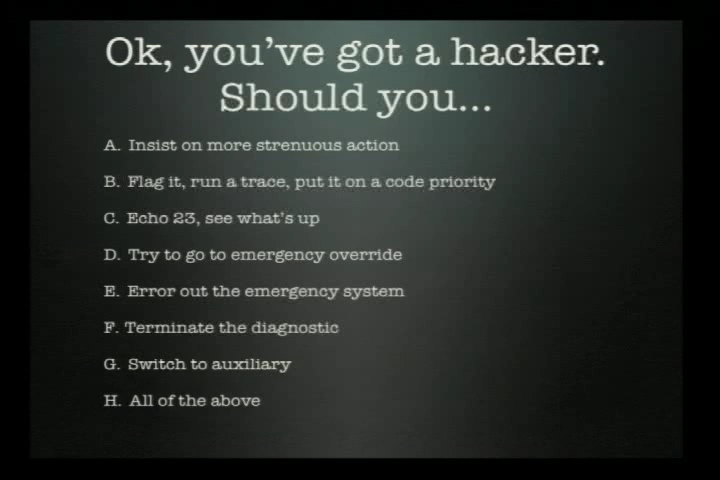 Ok, you've got a hacker.
Should you...
A. Insist on more strenuous action
B. Flag it, run a trace, put it on a code priority
C. Echo 23, see what's up
D. Try to go to emergency override
E. Error out the emergency system
F. Terminate the diagnostic
G. Switch to auxiliary
H. All of the above